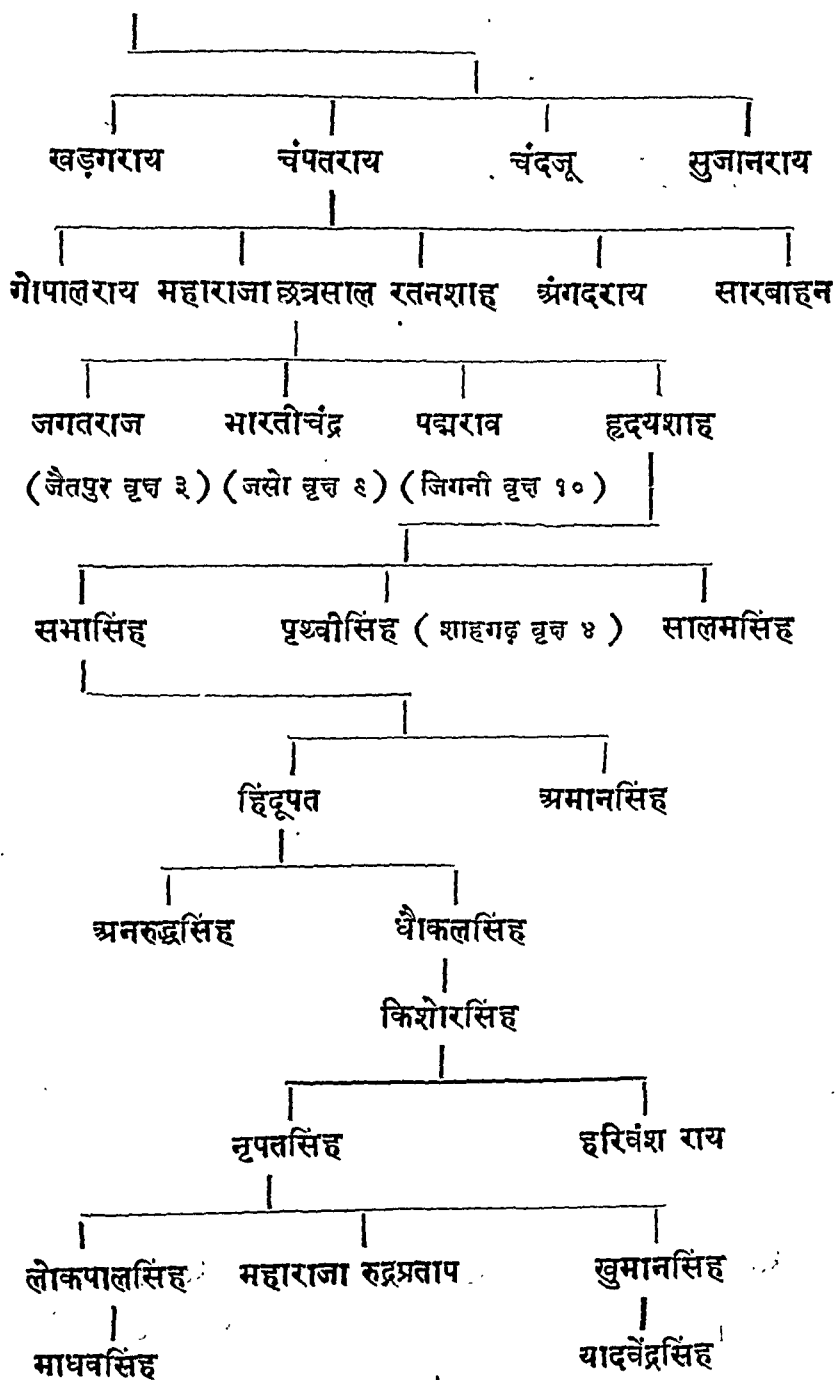 खड़गराय चंपतराय चंदजू सुजानराय
गोपालराय महाराजा छत्रसाल रतनशाह अंगदराय सारबाहन
जगतराज भारतीचंद्र पद्मराव हृदयशाह
(जैतपुर वृक्ष ३) (जसो वृक्ष ९) (जिगनी वृक्ष १०)
सभासिंह पृथ्वीसिंह (शाहगढ़ वृक्ष ४) सालमसिंह
हिंदूपत अमानसिंह
अनरुद्धसिंह धौकलसिंह
किशोरसिंह
नृपतसिंह हरिवंश राय
लोकपालसिंह महाराजा रुद्रप्रताप खुमानसिंह
माधवसिंह यादवेंद्रसिंह